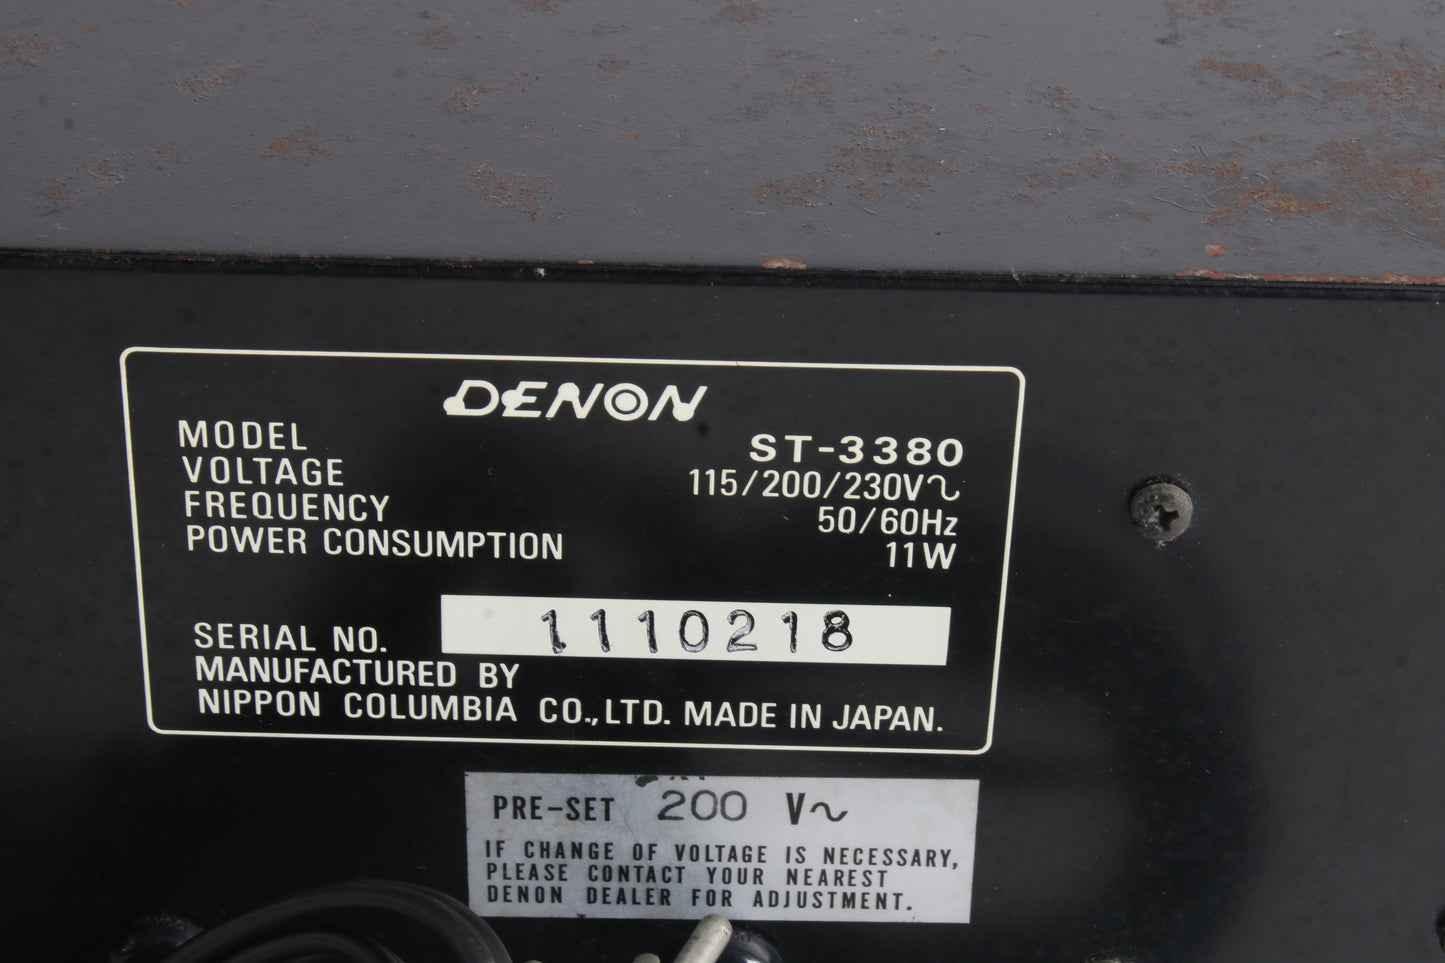 DENON
MODEL ST-3380
VOLTAGE 115/200/230V~
FREQUENCY 50/60Hz
POWER CONSUMPTION 11W
SERIAL NO. 1110218
MANUFACTURED BY
NIPPON COLUMBIA CO.,LTD. MADE IN JAPAN.
PRE-SET 200 V~
IF CHANGE OF VOLTAGE IS NECESSARY,
PLEASE CONTACT YOUR NEAREST
DENON DEALER FOR ADJUSTMENT.